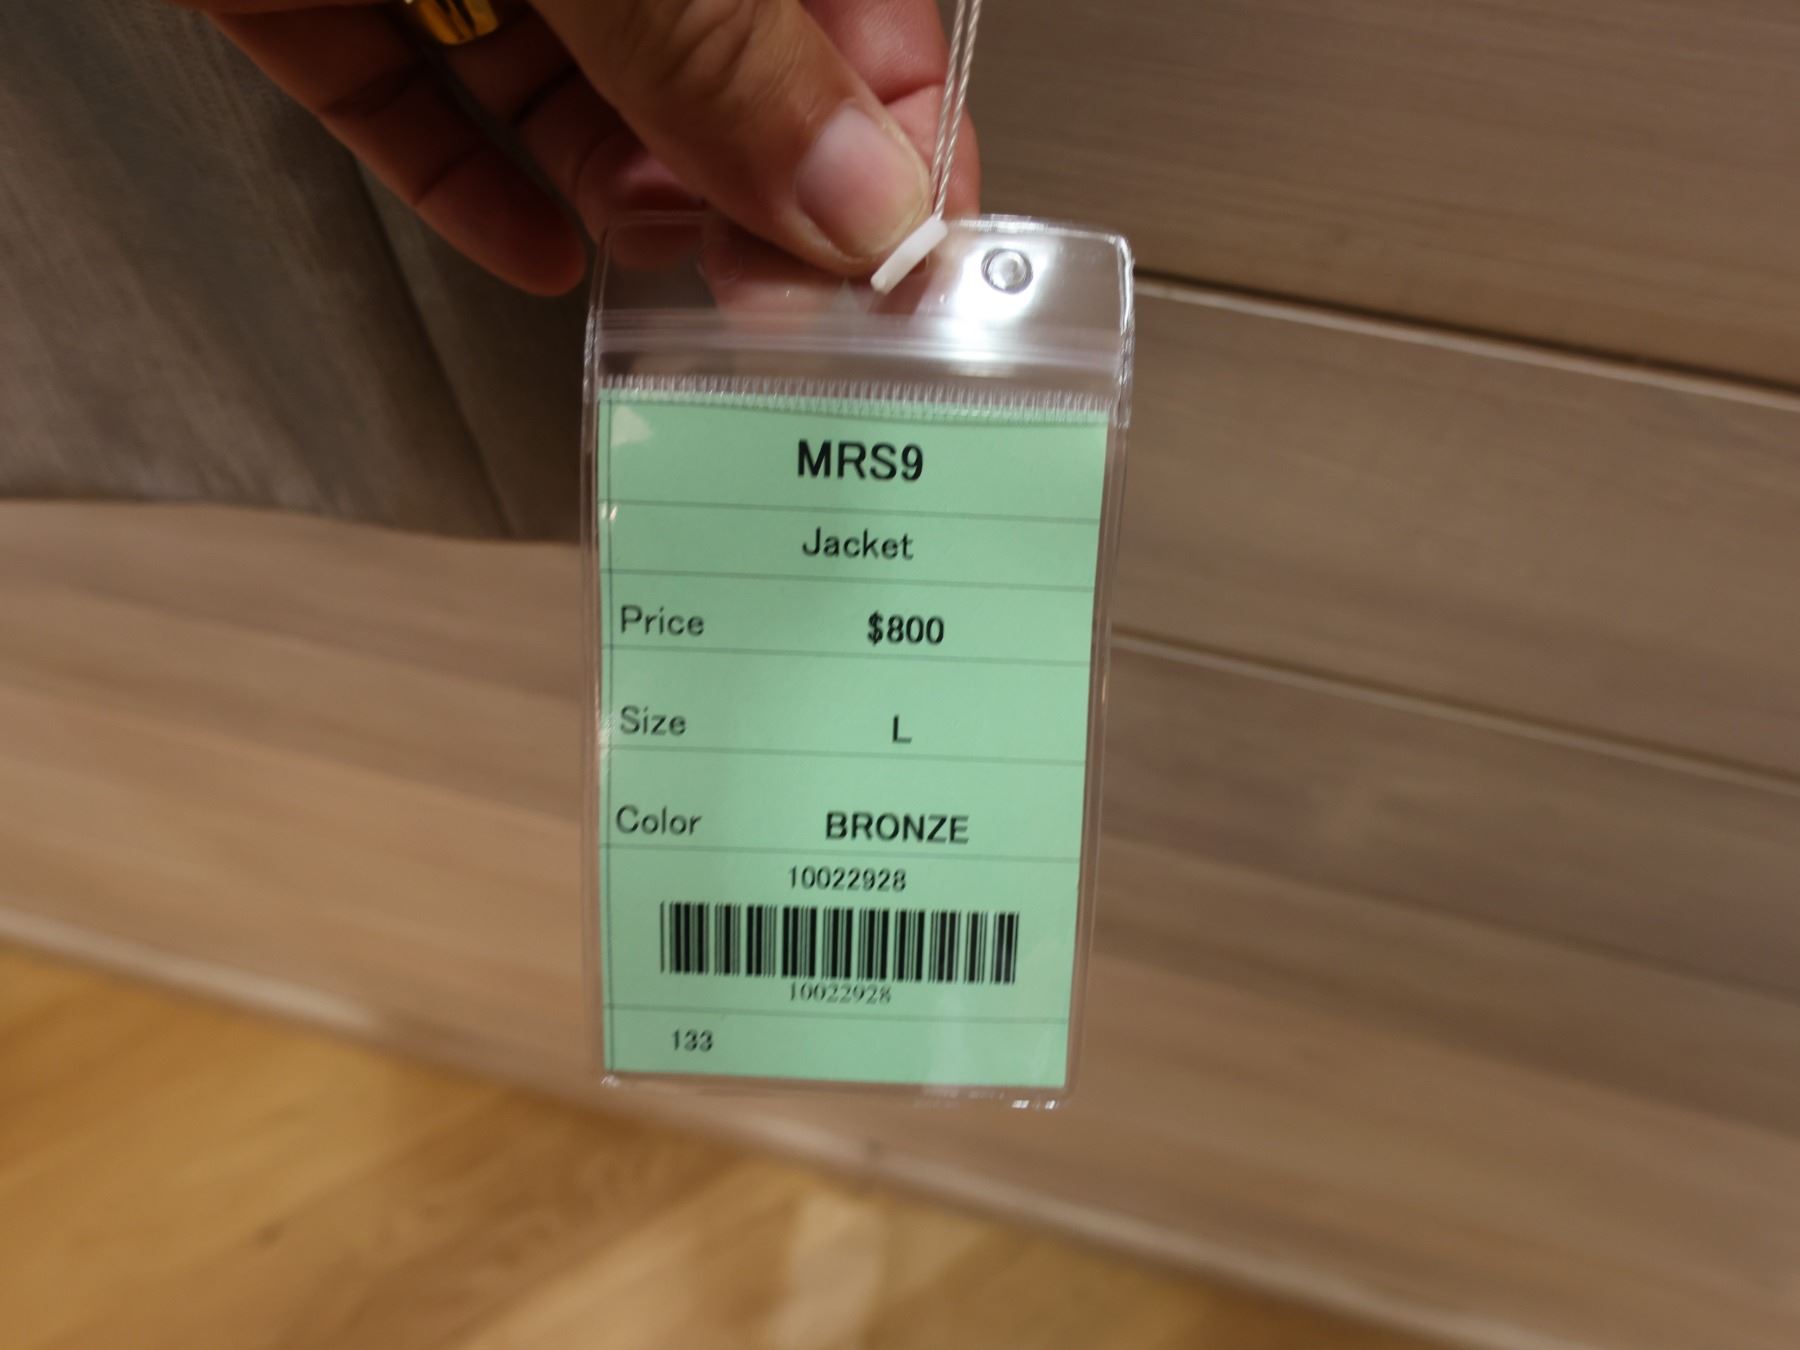 MRS9
Jacket
Price $800
Size L
Color BRONZE
10022928
10022928
133